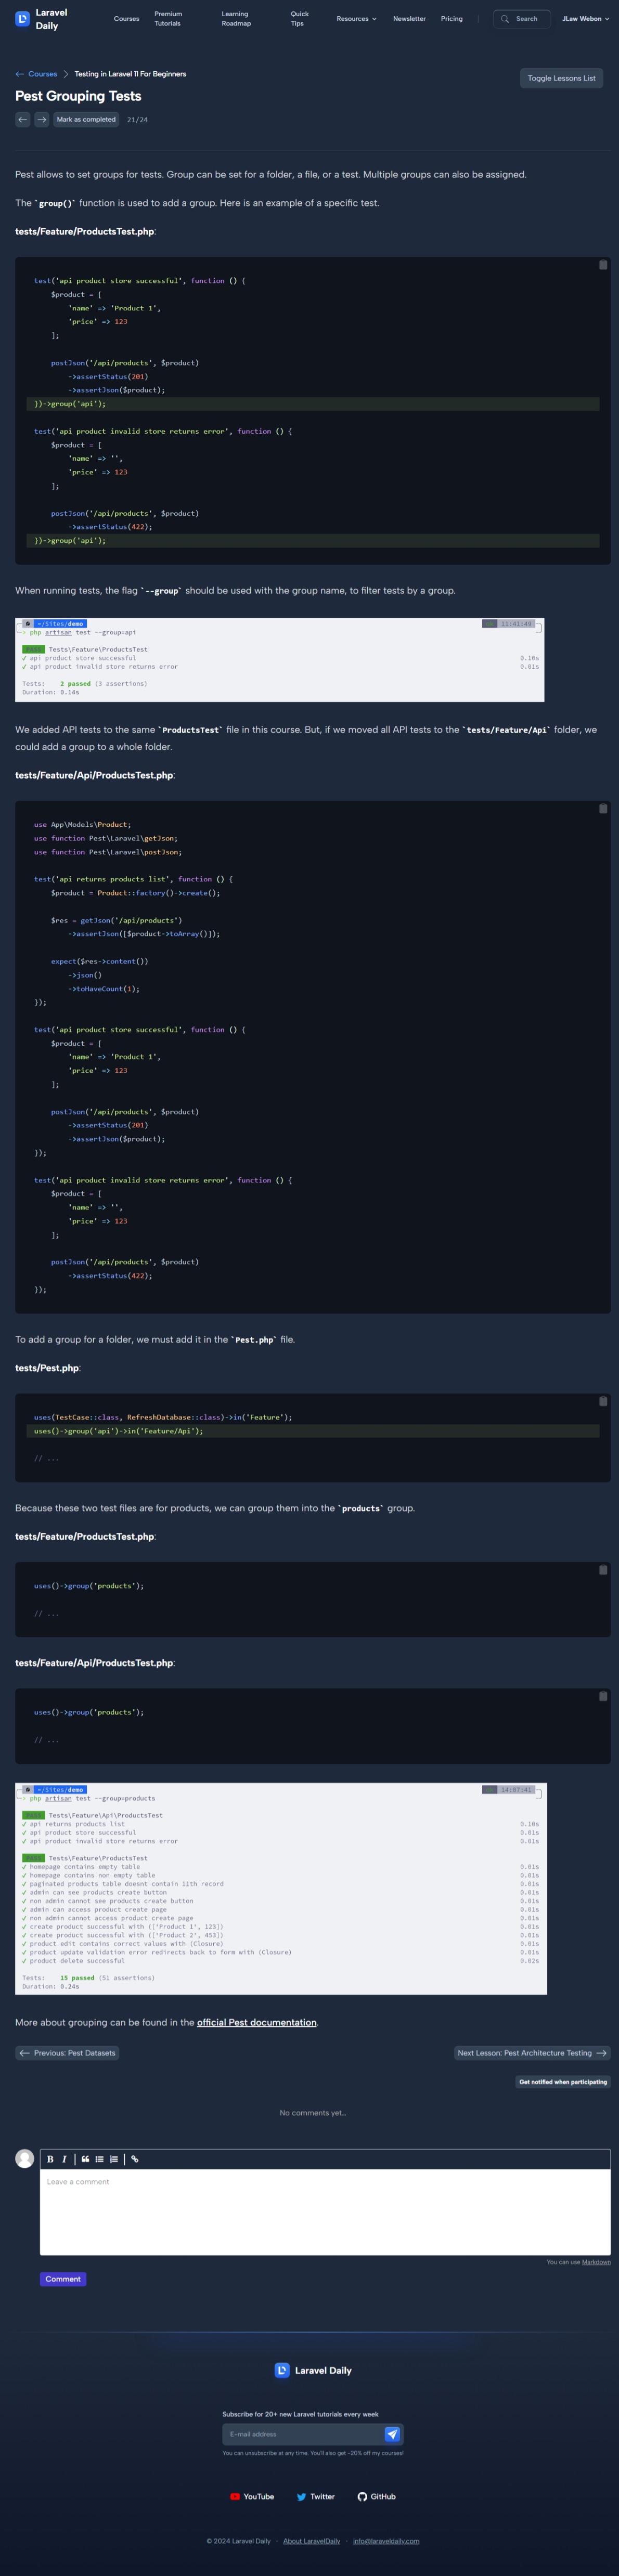 Laravel
Daily
Courses
Premium
Tutorials
Learning
Roadmap
Quick
Tips
Resources
Newsletter
Pricing
Search
JLaw Webon
← Courses > Testing in Laravel 11 For Beginners
Toggle Lessons List
Pest Grouping Tests
← → Mark as completed 21/24
Pest allows to set groups for tests. Group can be set for a folder, a file, or a test. Multiple groups can also be assigned.
The `group()` function is used to add a group. Here is an example of a specific test.
tests/Feature/ProductsTest.php:
test('api product store successful', function () {
    $product = [
        'name' => 'Product 1',
        'price' => 123
    ];
    postJson('/api/products', $product)
        ->assertStatus(201)
        ->assertJson($product);
})->group('api');
test('api product invalid store returns error', function () {
    $product = [
        'name' => '',
        'price' => 123
    ];
    postJson('/api/products', $product)
        ->assertStatus(422);
})->group('api');
When running tests, the flag `--group` should be used with the group name, to filter tests by a group.
~/Sites/demo 11:41:49
> php artisan test --group=api
Tests\Feature\ProductsTest
✓ api product store successful 0.10s
✓ api product invalid store returns error 0.01s
Tests: 2 passed (3 assertions)
Duration: 0.14s
We added API tests to the same `ProductsTest` file in this course. But, if we moved all API tests to the `tests/Feature/Api` folder, we
could add a group to a whole folder.
tests/Feature/Api/ProductsTest.php:
use App\Models\Product;
use function Pest\Laravel\getJson;
use function Pest\Laravel\postJson;
test('api returns products list', function () {
    $product = Product::factory()->create();
    $res = getJson('/api/products')
        ->assertJson([$product->toArray()]);
    expect($res->content())
        ->json()
        ->toHaveCount(1);
});
test('api product store successful', function () {
    $product = [
        'name' => 'Product 1',
        'price' => 123
    ];
    postJson('/api/products', $product)
        ->assertStatus(201)
        ->assertJson($product);
});
test('api product invalid store returns error', function () {
    $product = [
        'name' => '',
        'price' => 123
    ];
    postJson('/api/products', $product)
        ->assertStatus(422);
});
To add a group for a folder, we must add it in the `Pest.php` file.
tests/Pest.php:
uses(TestCase::class, RefreshDatabase::class)->in('Feature');
uses()->group('api')->in('Feature/Api');
// ...
Because these two test files are for products, we can group them into the `products` group.
tests/Feature/ProductsTest.php:
uses()->group('products');
// ...
tests/Feature/Api/ProductsTest.php:
uses()->group('products');
// ...
~/Sites/demo 14:07:41
> php artisan test --group=products
Tests\Feature\Api\ProductsTest
✓ api returns products list 0.10s
✓ api product store successful 0.01s
✓ api product invalid store returns error 0.01s
Tests\Feature\ProductsTest
✓ homepage contains empty table 0.01s
✓ homepage contains non empty table 0.01s
✓ paginated products table doesnt contain 11th record 0.01s
✓ admin can see products create button 0.01s
✓ non admin cannot see products create button 0.01s
✓ admin can access product create page 0.01s
✓ non admin cannot access product create page 0.01s
✓ create product successful with (['Product 1', 123]) 0.01s
✓ create product successful with (['Product 2', 453]) 0.01s
✓ product edit contains correct values with (Closure) 0.01s
✓ product update validation error redirects back to form with (Closure) 0.01s
✓ product delete successful 0.02s
Tests: 15 passed (51 assertions)
Duration: 0.24s
More about grouping can be found in the official Pest documentation.
← Previous: Pest Datasets
Next Lesson: Pest Architecture Testing →
Get notified when participating
No comments yet…
B I
Leave a comment
You can use Markdown
Comment
Laravel Daily
Subscribe for 20+ new Laravel tutorials every week
E-mail address
You can unsubscribe at any time. You'll also get -20% off my courses!
YouTube
Twitter
GitHub
© 2024 Laravel Daily · About LaravelDaily · info@laraveldaily.com